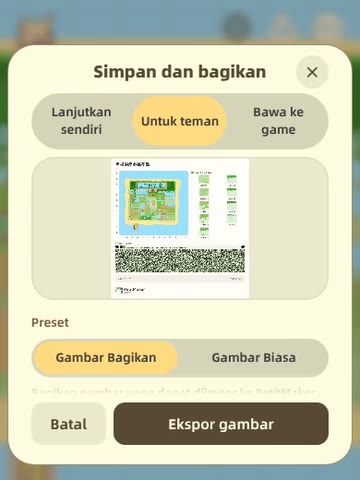 Simpan dan bagikan
Lanjutkan
sendiri
Untuk teman
Bawa ke
game
Preset
Gambar Bagikan
Gambar Biasa
Batal
Ekspor gambar